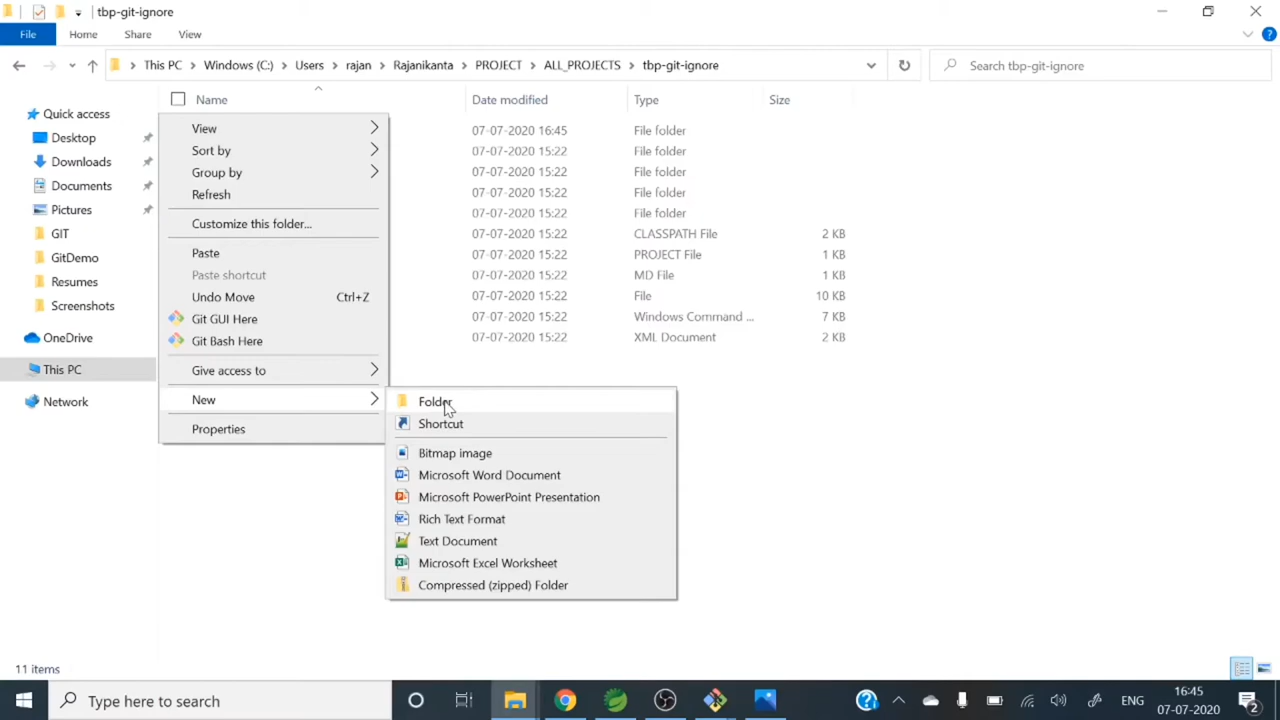 tbp-git-ignore
File Home Share View
This PC Windows (C:) Users rajan Rajanikanta PROJECT ALL_PROJECTS tbp-git-ignore Search tbp-git-ignore
Name Date modified Type Size
Quick access
Desktop
Downloads
Documents
Pictures
GIT
GitDemo
Resumes
Screenshots
OneDrive
This PC
Network
View
Sort by
Group by
Refresh
Customize this folder...
Paste
Paste shortcut
Undo Move Ctrl+Z
Git GUI Here
Git Bash Here
Give access to
New
Properties
07-07-2020 16:45 File folder
07-07-2020 15:22 File folder
07-07-2020 15:22 File folder
07-07-2020 15:22 File folder
07-07-2020 15:22 File folder
07-07-2020 15:22 CLASSPATH File 2 KB
07-07-2020 15:22 PROJECT File 1 KB
07-07-2020 15:22 MD File 1 KB
07-07-2020 15:22 File 10 KB
07-07-2020 15:22 Windows Command ... 7 KB
07-07-2020 15:22 XML Document 2 KB
Folder
Shortcut
Bitmap image
Microsoft Word Document
Microsoft PowerPoint Presentation
Rich Text Format
Text Document
Microsoft Excel Worksheet
Compressed (zipped) Folder
11 items
Type here to search
ENG
16:45
07-07-2020
2